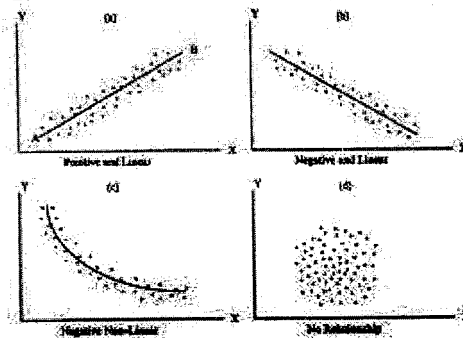 Y (a)
B
X
Positive and Linear
Y (b)
Negative and Linear
Y (c)
X
Negative Non-Linear
Y (d)
No Relationship